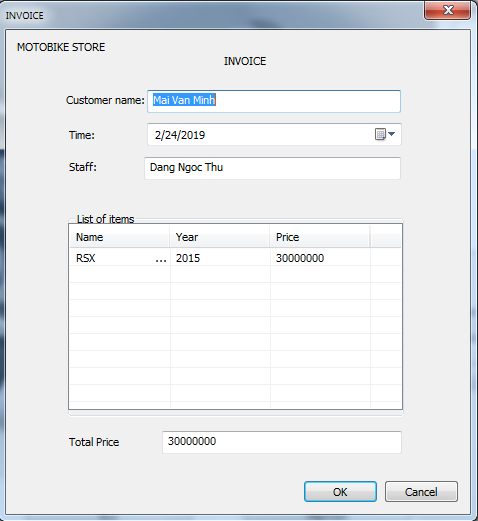 INVOICE
MOTOBIKE STORE
INVOICE
Customer name: Mai Van Minh
Time: 2/24/2019
Staff: Dang Ngoc Thu
List of items
Name Year Price
RSX ... 2015 30000000
Total Price 30000000
OK Cancel